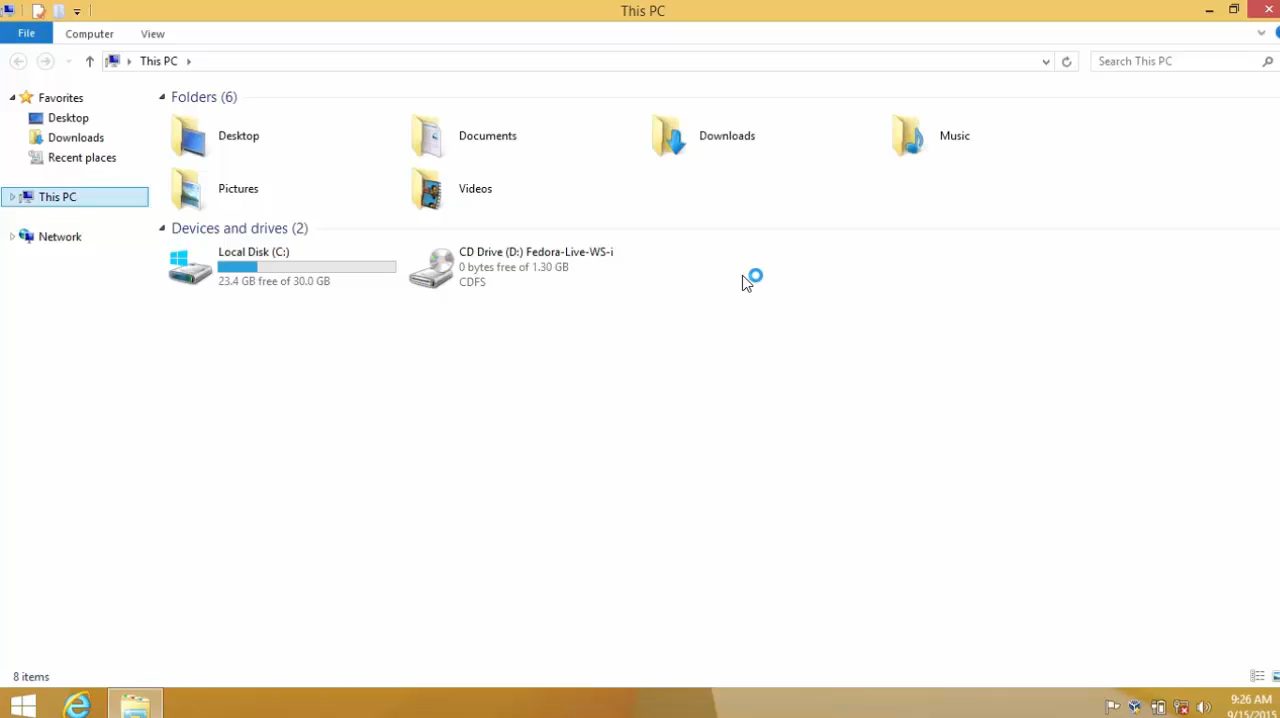 This PC
File
Computer
View
This PC
Search This PC
Favorites
Desktop
Downloads
Recent places
This PC
Network
Folders (6)
Desktop
Documents
Downloads
Music
Pictures
Videos
Devices and drives (2)
Local Disk (C:)
23.4 GB free of 30.0 GB
CD Drive (D:) Fedora-Live-WS-i
0 bytes free of 1.30 GB
CDFS
8 items
9:26 AM
9/15/2015